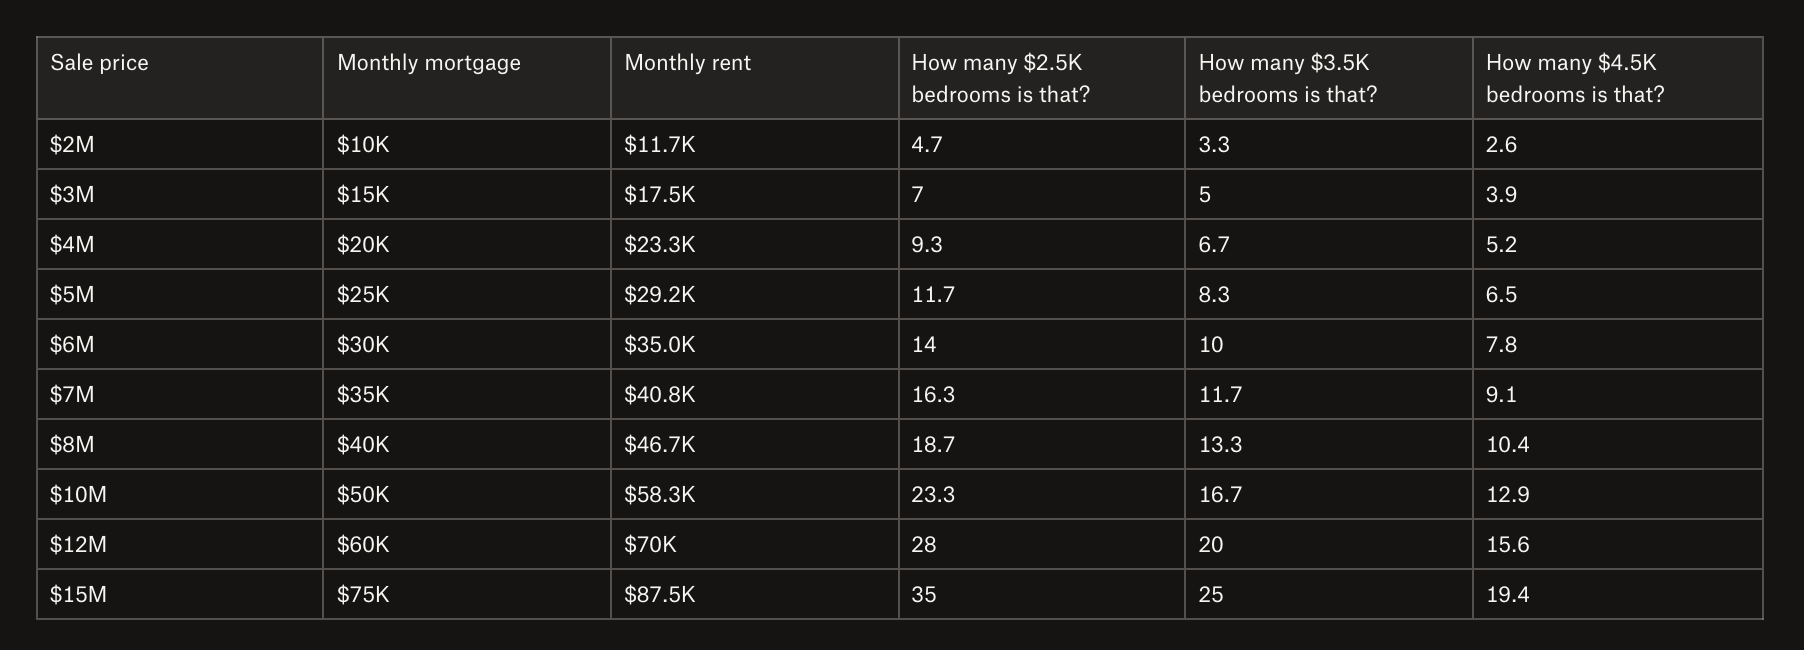 Sale price
Monthly mortgage
Monthly rent
How many $2.5K
bedrooms is that?
How many $3.5K
bedrooms is that?
How many $4.5K
bedrooms is that?
$2M $10K $11.7K 4.7 3.3 2.6
$3M $15K $17.5K 7 5 3.9
$4M $20K $23.3K 9.3 6.7 5.2
$5M $25K $29.2K 11.7 8.3 6.5
$6M $30K $35.0K 14 10 7.8
$7M $35K $40.8K 16.3 11.7 9.1
$8M $40K $46.7K 18.7 13.3 10.4
$10M $50K $58.3K 23.3 16.7 12.9
$12M $60K $70K 28 20 15.6
$15M $75K $87.5K 35 25 19.4